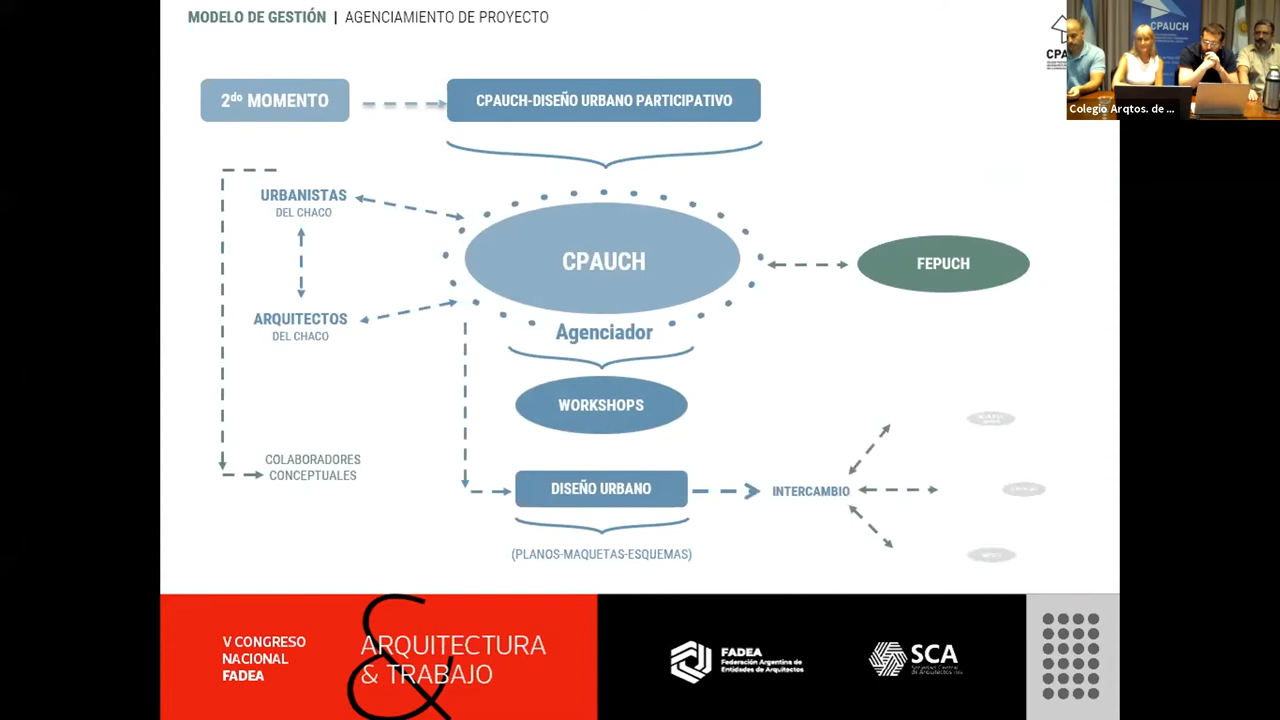 MODELO DE GESTIÓN | AGENCIAMIENTO DE PROYECTO
CPAUCH
CPA
Colegio Arqtos. de ...
2do MOMENTO
CPAUCH-DISEÑO URBANO PARTICIPATIVO
URBANISTAS
DEL CHACO
CPAUCH
FEPUCH
ARQUITECTOS
DEL CHACO
Agenciador
WORKSHOPS
COLABORADORES
CONCEPTUALES
DISEÑO URBANO
INTERCAMBIO
(PLANOS-MAQUETAS-ESQUEMAS)
V CONGRESO
NACIONAL
FADEA
ARQUITECTURA
& TRABAJO
FADEA
Federación Argentina de
Entidades de Arquitectos
SCA
Sociedad Central
de Arquitectos